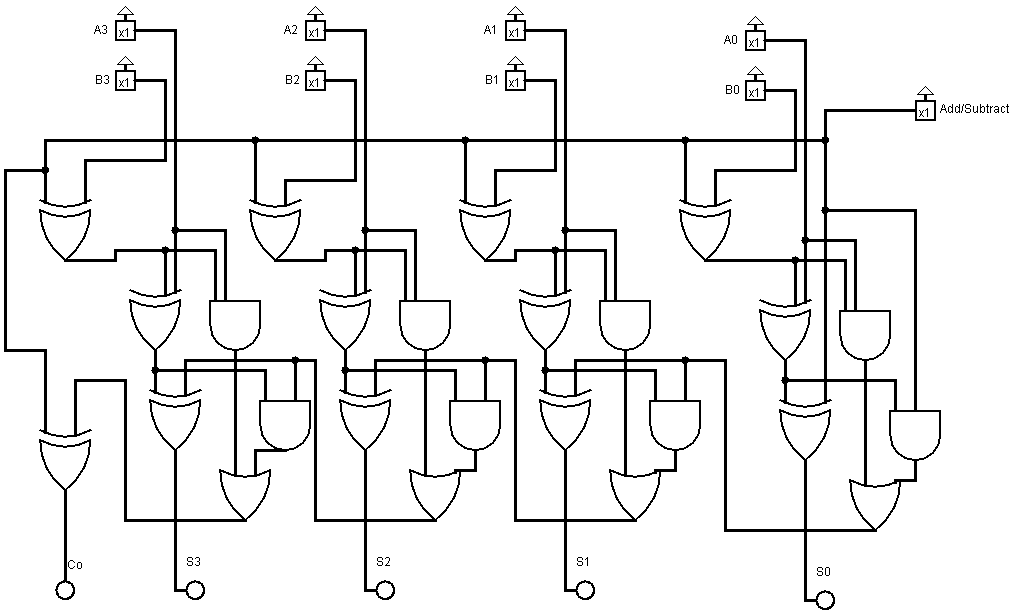 A3 x1 A2 x1 A1 x1 A0 x1
B3 x1 B2 x1 B1 x1 B0 x1
x1 Add/Subtract
Co S3 S2 S1 S0